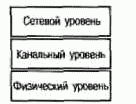 Сетевой уровень
Канальный уровень
Физический уровень